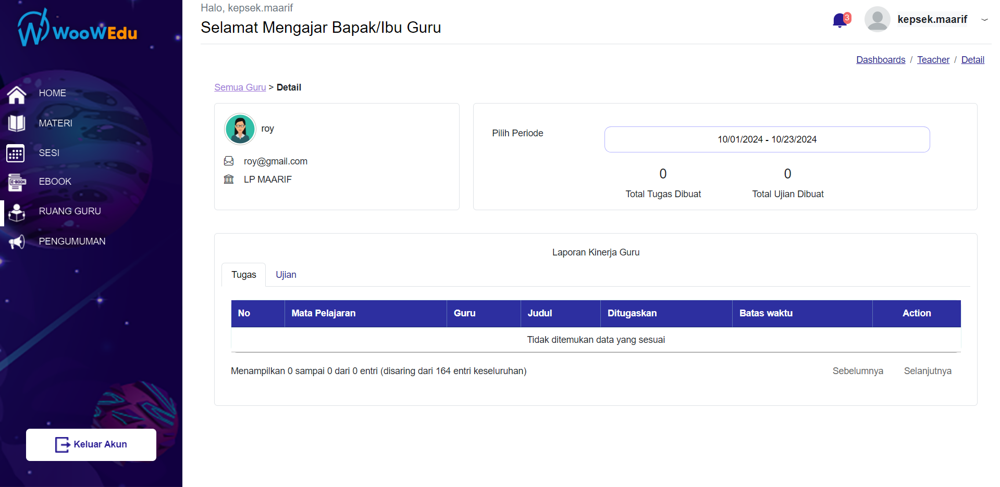 WooWEdu
HOME
MATERI
SESI
E-BOOK
EBOOK
RUANG GURU
PENGUMUMAN
Keluar Akun
Halo, kepsek.maarif
Selamat Mengajar Bapak/Ibu Guru
3
kepsek.maarif
Dashboards / Teacher / Detail
Semua Guru > Detail
roy
roy@gmail.com
LP MAARIF
Pilih Periode
10/01/2024 - 10/23/2024
0 0
Total Tugas Dibuat Total Ujian Dibuat
Laporan Kinerja Guru
Tugas Ujian
No Mata Pelajaran Guru Judul Ditugaskan Batas waktu Action
Tidak ditemukan data yang sesuai
Menampilkan 0 sampai 0 dari 0 entri (disaring dari 164 entri keseluruhan)
Sebelumnya Selanjutnya